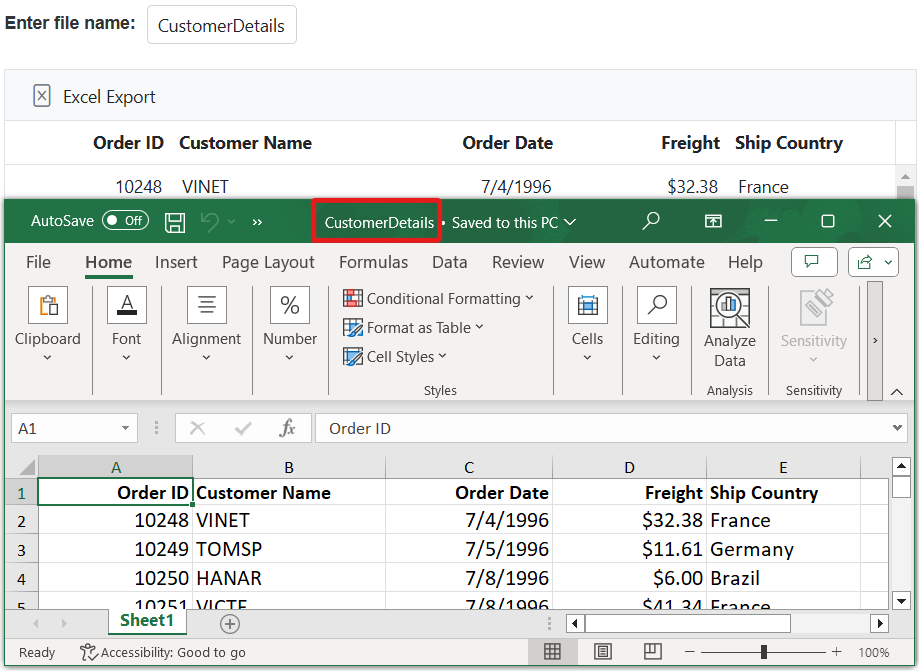 Enter file name: CustomerDetails
Excel Export
Order ID Customer Name Order Date Freight Ship Country
10248 VINET 7/4/1996 $32.38 France
AutoSave Off » CustomerDetails • Saved to this PC
File Home Insert Page Layout Formulas Data Review View Automate Help
Clipboard Font Alignment Number Conditional Formatting Format as Table Cell Styles Cells Editing Analyze Data Sensitivity
Styles Analysis Sensitivity
A1 fx Order ID
A B C D E
1 Order ID Customer Name Order Date Freight Ship Country
2 10248 VINET 7/4/1996 $32.38 France
3 10249 TOMSP 7/5/1996 $11.61 Germany
4 10250 HANAR 7/8/1996 $6.00 Brazil
5 10251 VICTE 7/8/1996 $41.34 France
Sheet1
Ready Accessibility: Good to go 100%